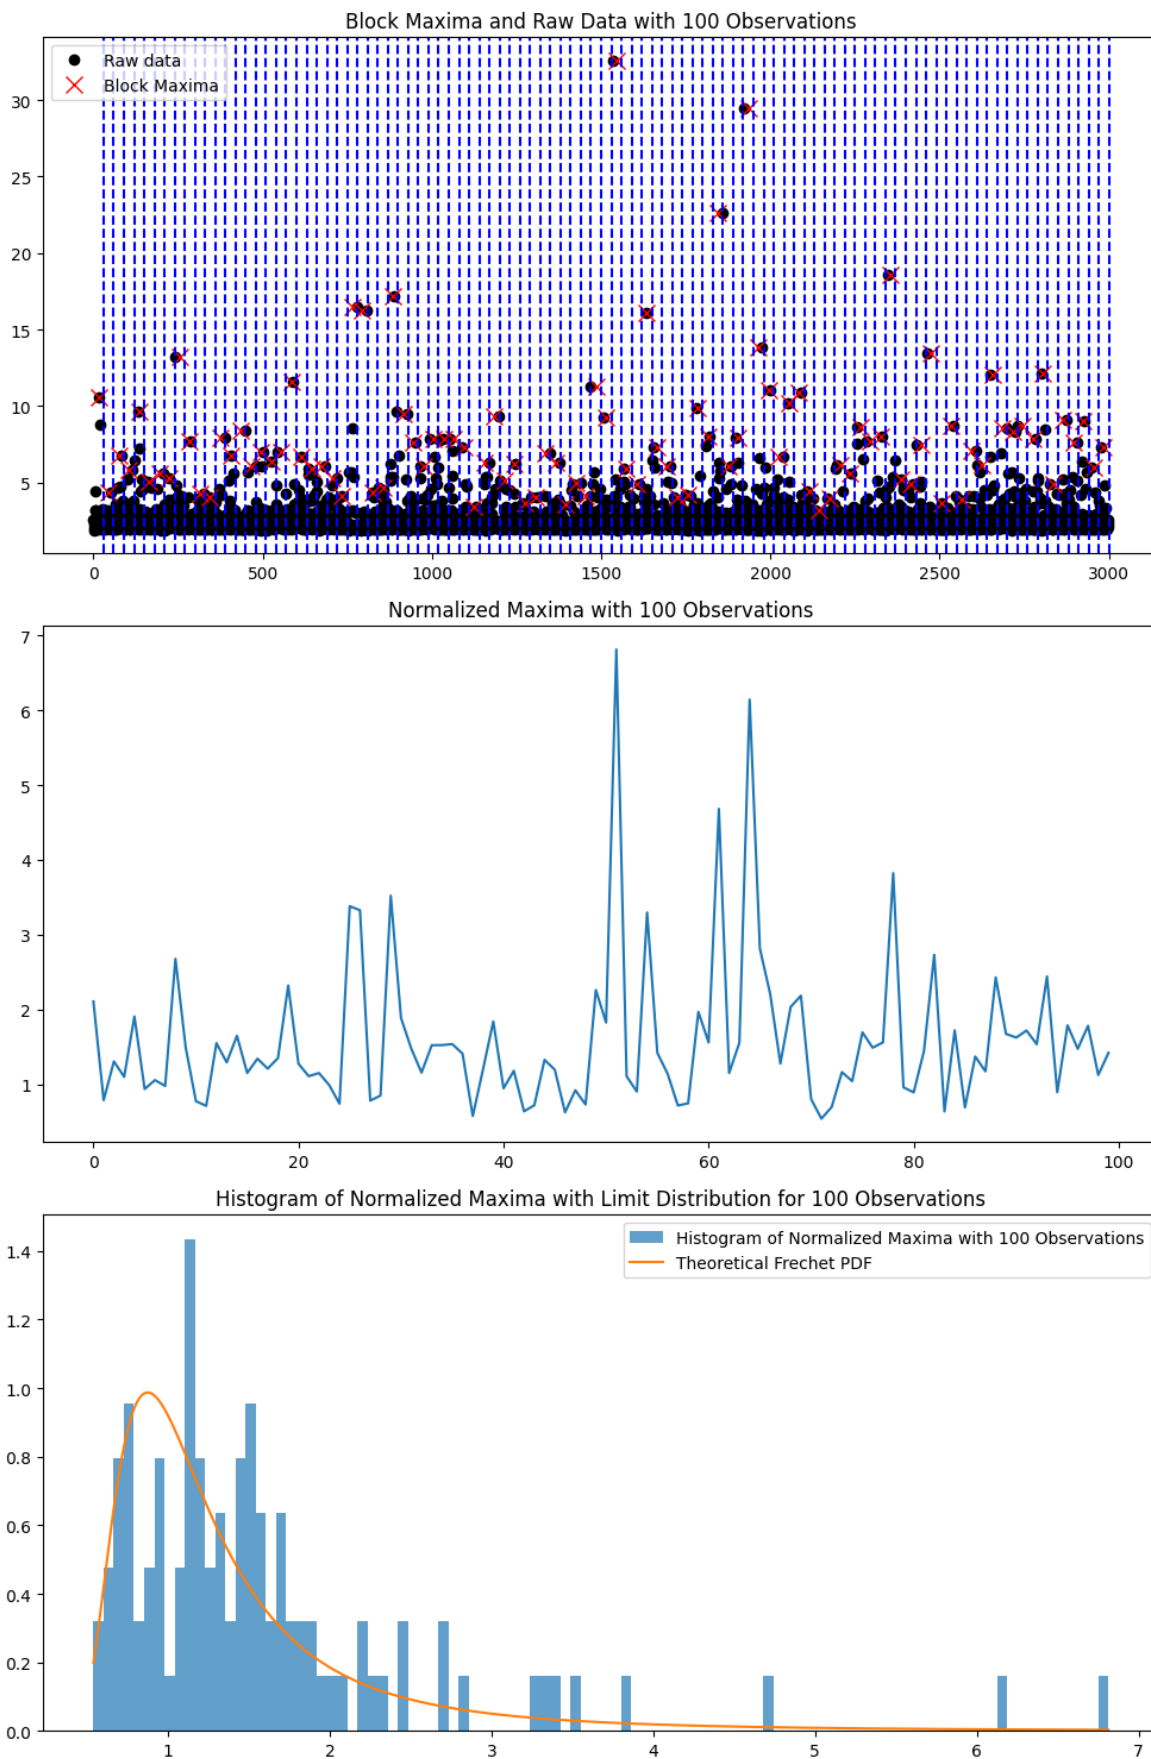 Block Maxima and Raw Data with 100 Observations
Raw data
Block Maxima
30
25
20
15
10
5
0 500 1000 1500 2000 2500 3000
Normalized Maxima with 100 Observations
7
6
5
4
3
2
1
0 20 40 60 80 100
Histogram of Normalized Maxima with Limit Distribution for 100 Observations
Histogram of Normalized Maxima with 100 Observations
Theoretical Frechet PDF
1.4
1.2
1.0
0.8
0.6
0.4
0.2
0.0
1 2 3 4 5 6 7